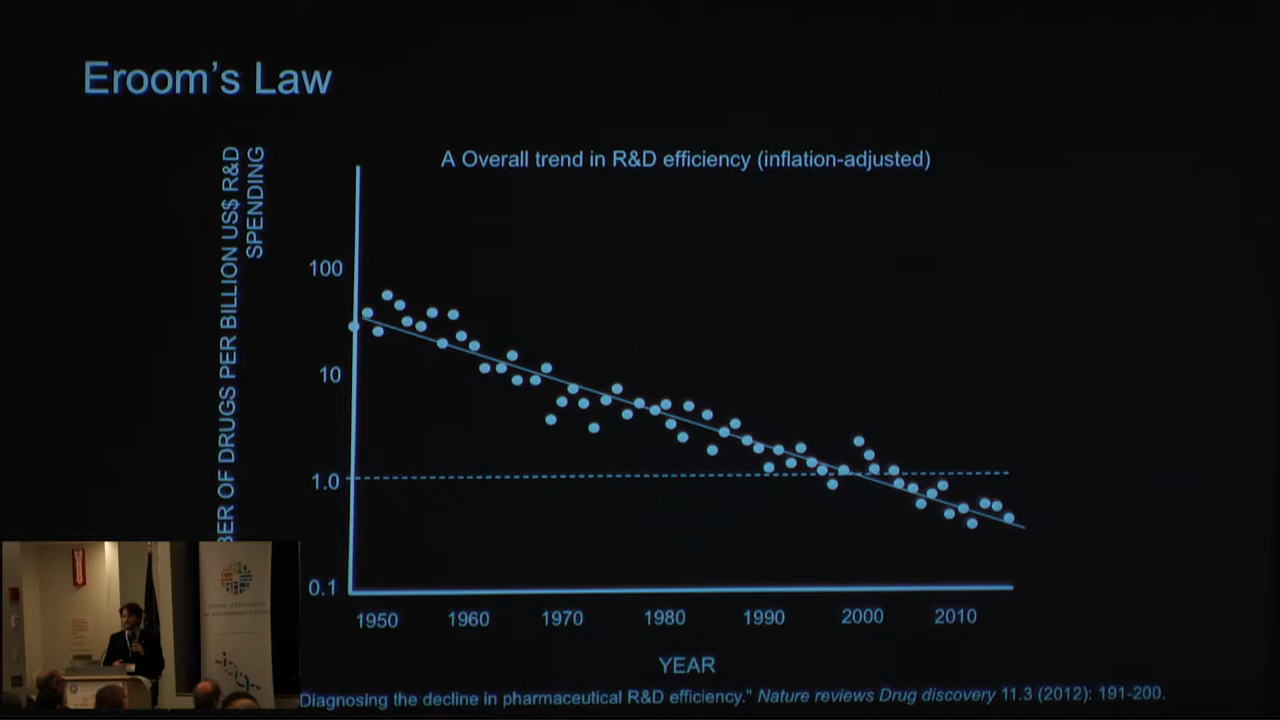 Eroom's Law
A Overall trend in R&D efficiency (inflation-adjusted)
BER OF DRUGS PER BILLION US$ R&D
SPENDING
100
10
1.0
0.1
1950 1960 1970 1980 1990 2000 2010
YEAR
Diagnosing the decline in pharmaceutical R&D efficiency." Nature reviews Drug discovery 11.3 (2012): 191-200.